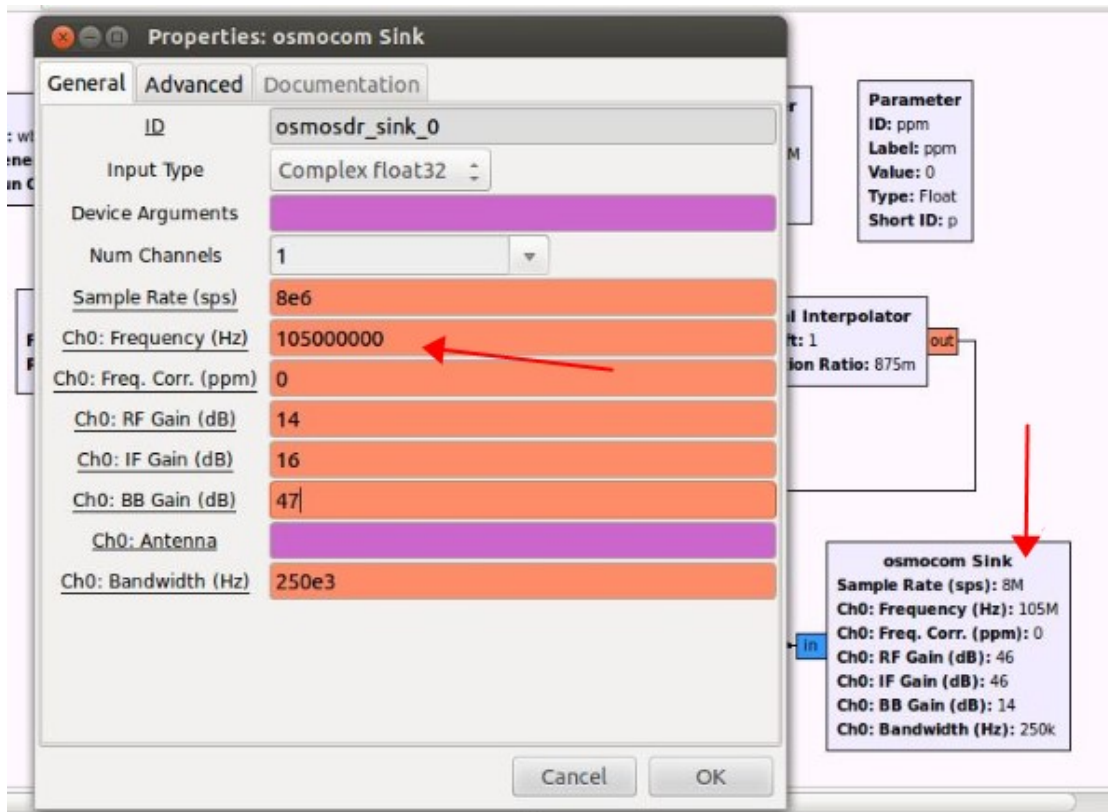 Properties: osmocom Sink
General Advanced Documentation
ID osmosdr_sink_0
Input Type Complex float32
Device Arguments
Num Channels 1
Sample Rate (sps) 8e6
Ch0: Frequency (Hz) 105000000
Ch0: Freq. Corr. (ppm) 0
Ch0: RF Gain (dB) 14
Ch0: IF Gain (dB) 16
Ch0: BB Gain (dB) 47
Ch0: Antenna
Ch0: Bandwidth (Hz) 250e3
Cancel OK
Parameter
ID: ppm
Label: ppm
Value: 0
Type: Float
Short ID: p
Interpolator
: 1
Ratio: 875m
out
in
osmocom Sink
Sample Rate (sps): 8M
Ch0: Frequency (Hz): 105M
Ch0: Freq. Corr. (ppm): 0
Ch0: RF Gain (dB): 46
Ch0: IF Gain (dB): 46
Ch0: BB Gain (dB): 14
Ch0: Bandwidth (Hz): 250k